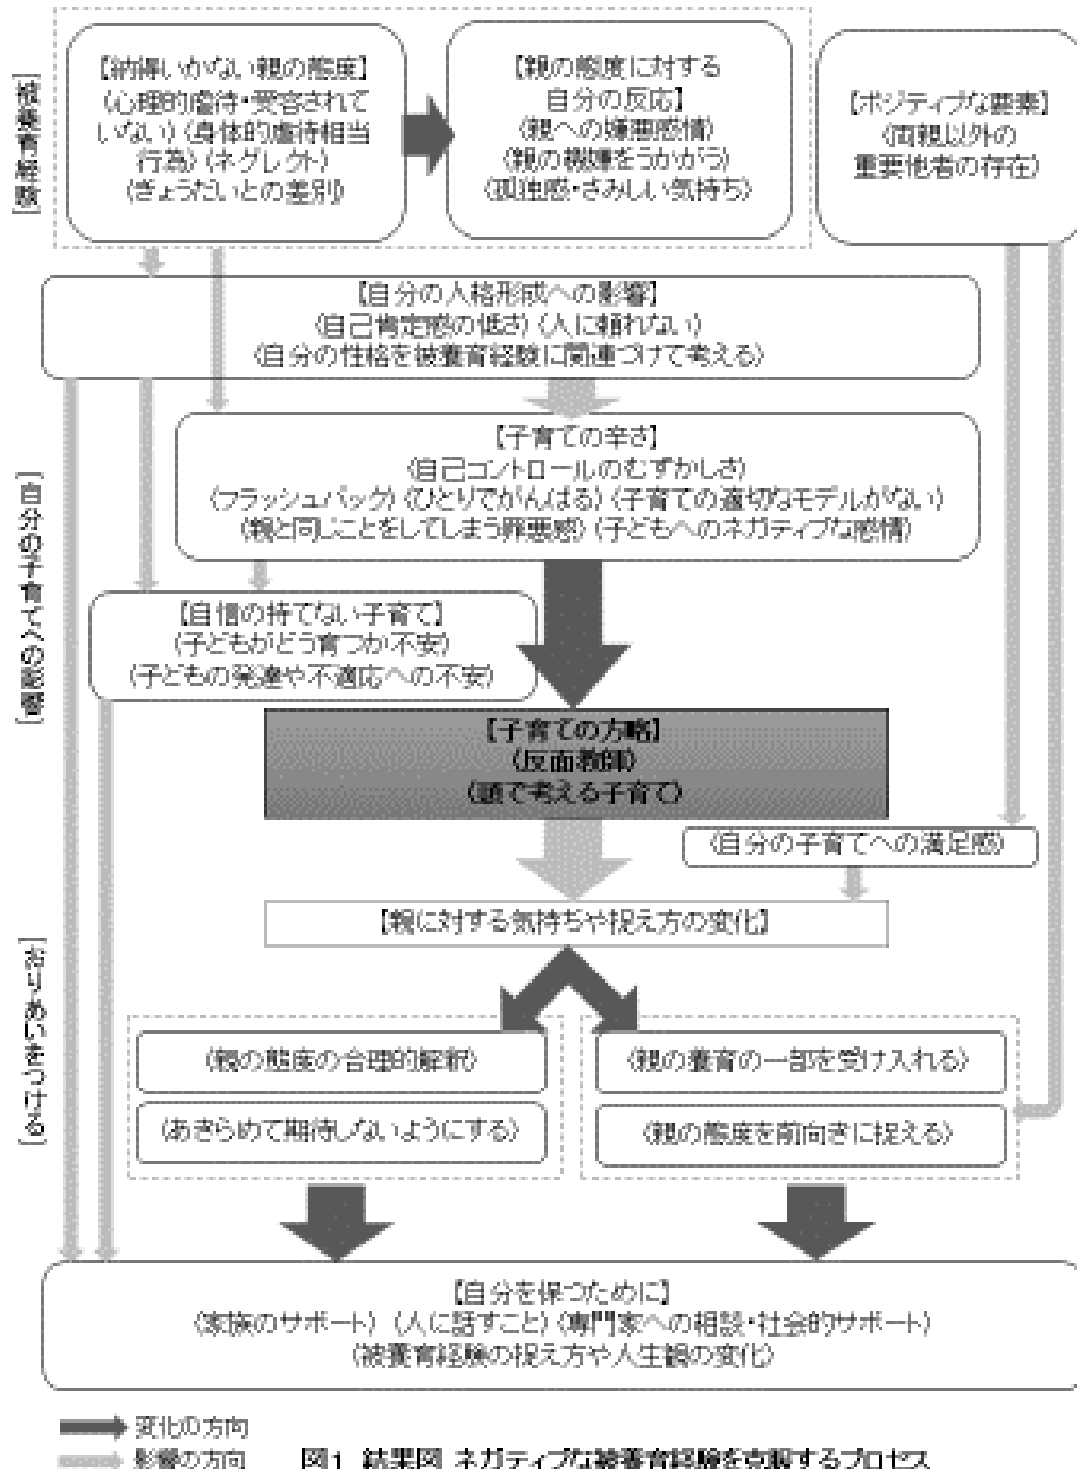 [被養育経験]
【納得いかない親の態度】
〈心理的虐待・受容されて
いない〉〈身体的虐待相当
行為〉〈ネグレクト〉
〈きょうだいとの差別〉
【親の態度に対する
自分の反応】
〈親への嫌悪感情〉
〈親の機嫌をうかがう〉
〈孤独感・さみしい気持ち〉
【ポジティブな要素】
〈両親以外の
重要他者の存在〉
【自分の人格形成への影響】
〈自己肯定感の低さ〉〈人に頼れない〉
〈自分の性格を被養育経験に関連づけて考える〉
[自分の子育てへの影響]
【子育ての辛さ】
〈自己コントロールのむずかしさ〉
〈フラッシュバック〉〈ひとりでがんばる〉〈子育ての適切なモデルがない〉
〈親と同じことをしてしまう罪悪感〉〈子どもへのネガティブな感情〉
【自信の持てない子育て】
〈子どもがどう育つか不安〉
〈子どもの発達や不適応への不安〉
【子育ての方略】
〈反面教師〉
〈頭で考える子育て〉
〈自分の子育てへの満足感〉
[おりあいをつける]
【親に対する気持ちや捉え方の変化】
〈親の態度の合理的解釈〉
〈あきらめて期待しないようにする〉
〈親の養育の一部を受け入れる〉
〈親の態度を前向きに捉える〉
【自分を保つために】
〈家族のサポート〉〈人に話すこと〉〈専門家への相談・社会的サポート〉
〈被養育経験の捉え方や人生観の変化〉
変化の方向
影響の方向
図1 結果図 ネガティブな被養育経験を克服するプロセス